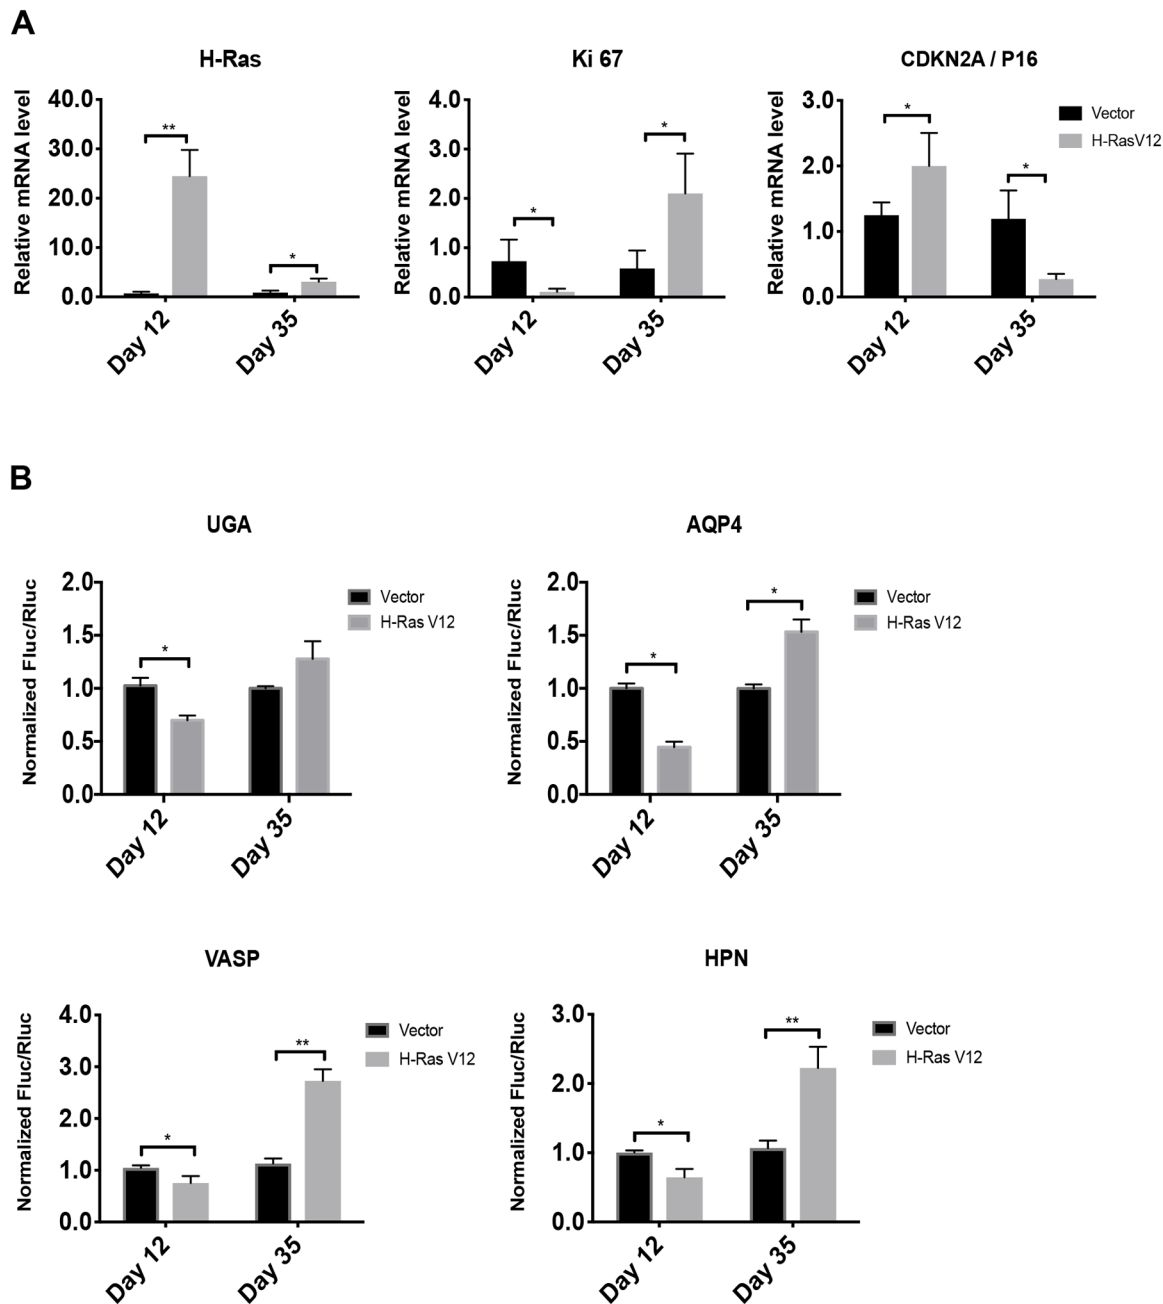 A
H-Ras
Relative mRNA level
40.0
30.0
20.0
10.0
0.0
**
*
Day 12
Day 35
Ki 67
Relative mRNA level
4.0
3.0
2.0
1.0
0.0
*
*
Day 12
Day 35
CDKN2A / P16
Relative mRNA level
3.0
2.0
1.0
0.0
*
*
Day 12
Day 35
Vector
H-RasV12
B
UGA
Normalized Fluc/Rluc
2.0
1.5
1.0
0.5
0.0
*
Day 12
Day 35
Vector
H-Ras V12
AQP4
Normalized Fluc/Rluc
2.0
1.5
1.0
0.5
0.0
*
*
Day 12
Day 35
Vector
H-Ras V12
VASP
Normalized Fluc/Rluc
4.0
3.0
2.0
1.0
0.0
*
**
Day 12
Day 35
Vector
H-Ras V12
HPN
Normalized Fluc/Rluc
3.0
2.0
1.0
0.0
*
**
Day 12
Day 35
Vector
H-Ras V12